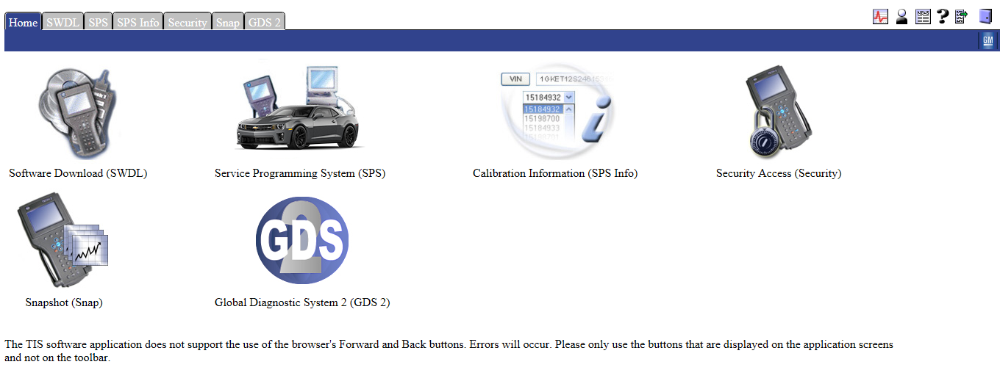 Home SWDL SPS SPS Info Security Snap GDS 2
NEWS ?
GM
VIN
15184932
15184932
15198700
15184933
Software Download (SWDL)
Service Programming System (SPS)
Calibration Information (SPS Info)
Security Access (Security)
GDS
2
Snapshot (Snap)
Global Diagnostic System 2 (GDS 2)
The TIS software application does not support the use of the browser's Forward and Back buttons. Errors will occur. Please only use the buttons that are displayed on the application screens
and not on the toolbar.